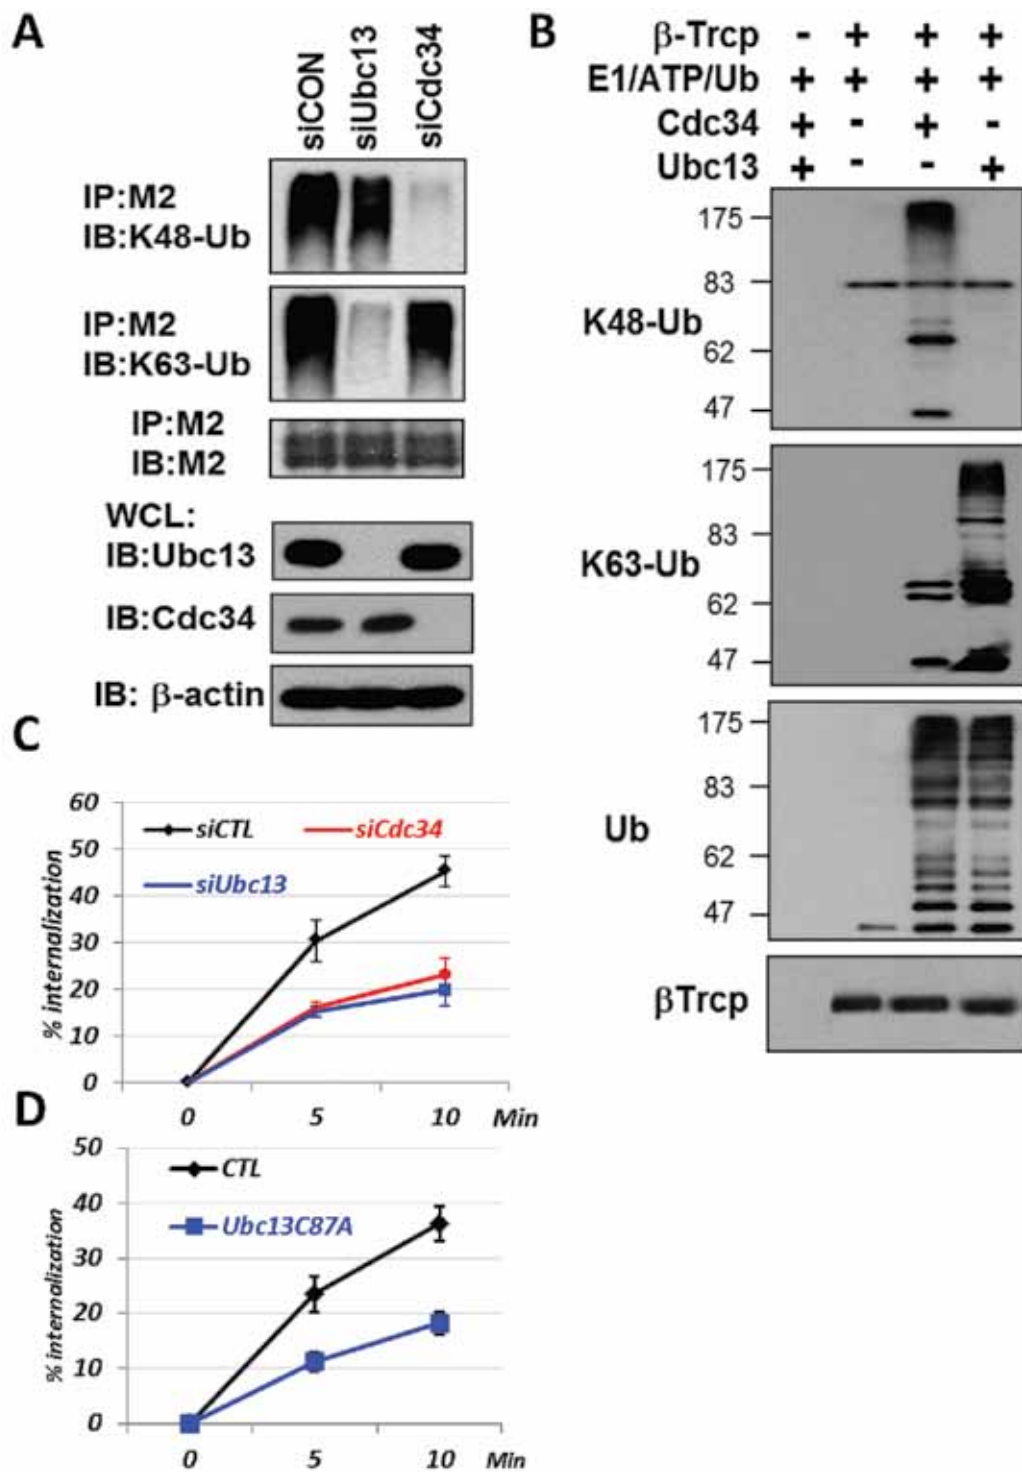 A
siCON
siUbc13
siCdc34
IP:M2
IB:K48-Ub
IP:M2
IB:K63-Ub
IP:M2
IB:M2
WCL:
IB:Ubc13
IB:Cdc34
IB: β-actin
B
β-Trcp - + + +
E1/ATP/Ub + + + +
Cdc34 + - + -
Ubc13 + - - +
175
83
K48-Ub
62
47
175
83
K63-Ub
62
47
175
83
Ub
62
47
βTrcp
C
60
50
40
30
20
10
0
% internalization
siCTL
siCdc34
siUbc13
0 5 10 Min
D
50
40
30
20
10
0
% internalization
CTL
Ubc13C87A
0 5 10 Min